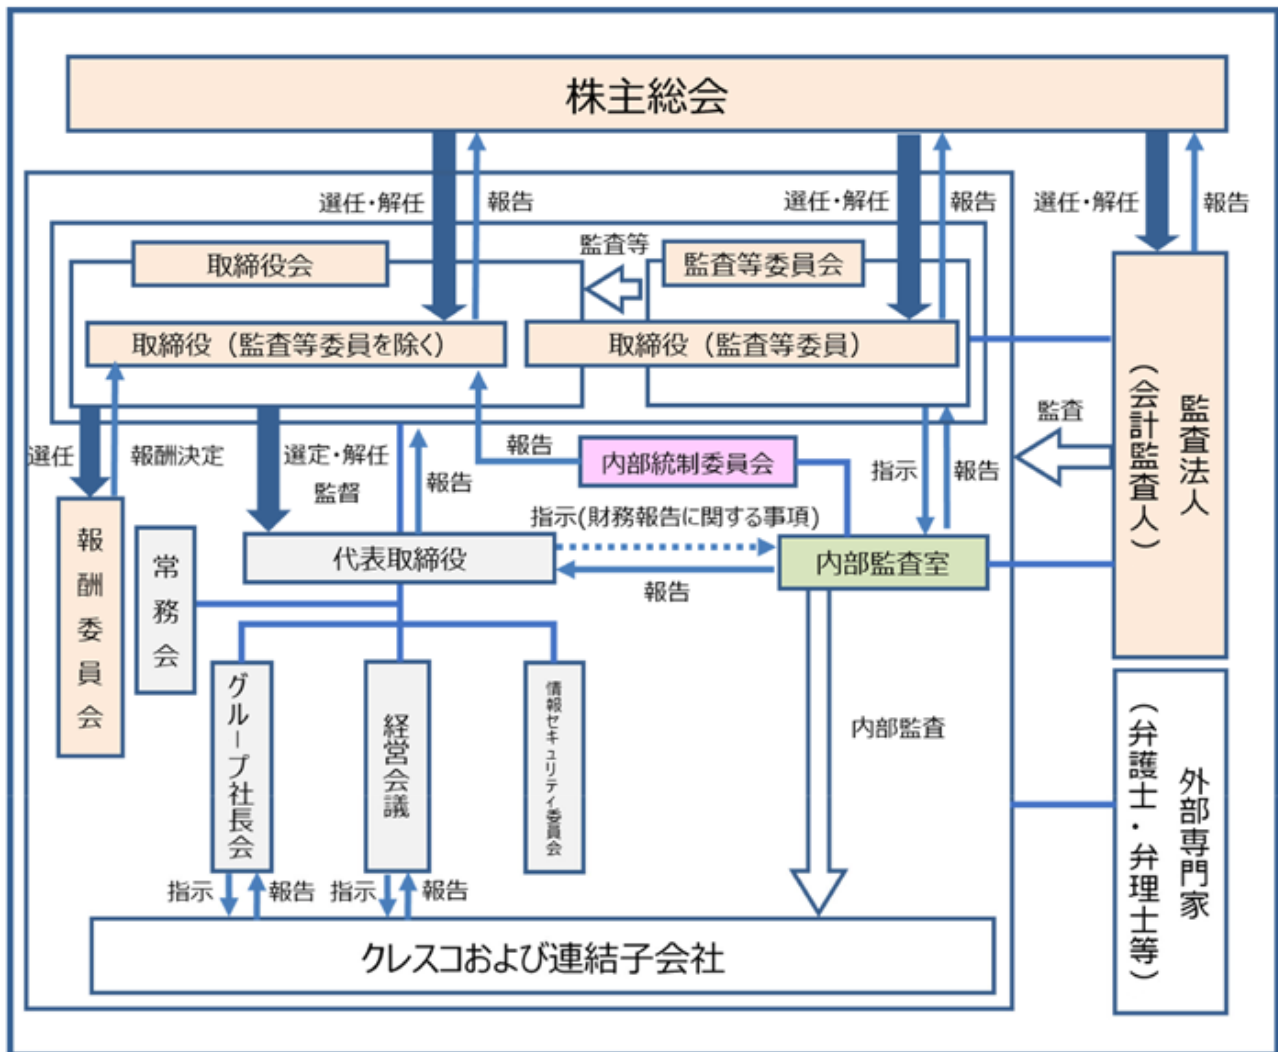 株主総会
選任・解任
報告
選任・解任
報告
選任・解任
報告
取締役会
監査等
監査等委員会
取締役（監査等委員を除く）
取締役（監査等委員）
監査法人
（会計監査人）
監査
選任
報酬決定
選定・解任
監督
報告
報告
内部統制委員会
指示
報告
指示(財務報告に関する事項)
報酬委員会
常務会
代表取締役
内部監査室
報告
グループ社長会
経営会議
情報セキュリティ委員会
内部監査
外部専門家
（弁護士・弁理士等）
指示
報告
指示
報告
クレスコおよび連結子会社